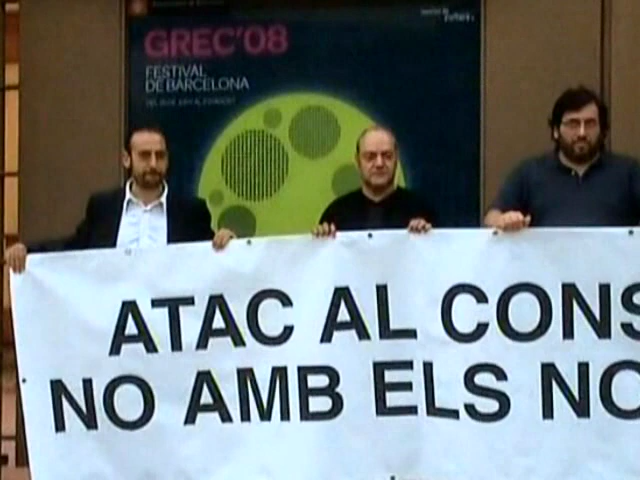 GREC'08
FESTIVAL
DE BARCELONA
ATAC AL CONS
NO AMB ELS NO